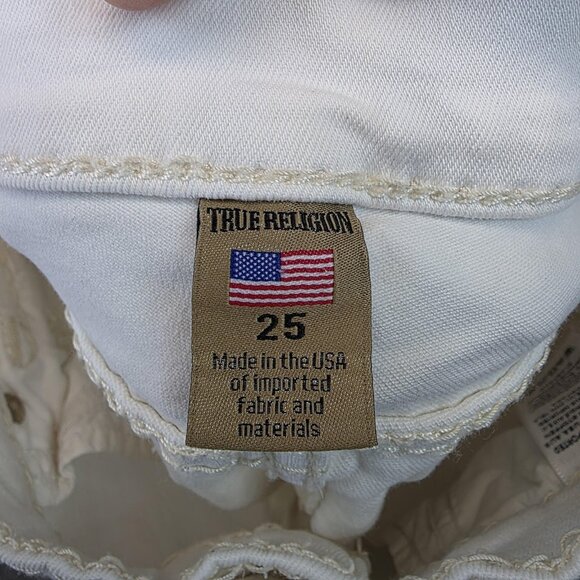 TRUE RELIGION
25
Made in the USA
of imported
fabric and
materials